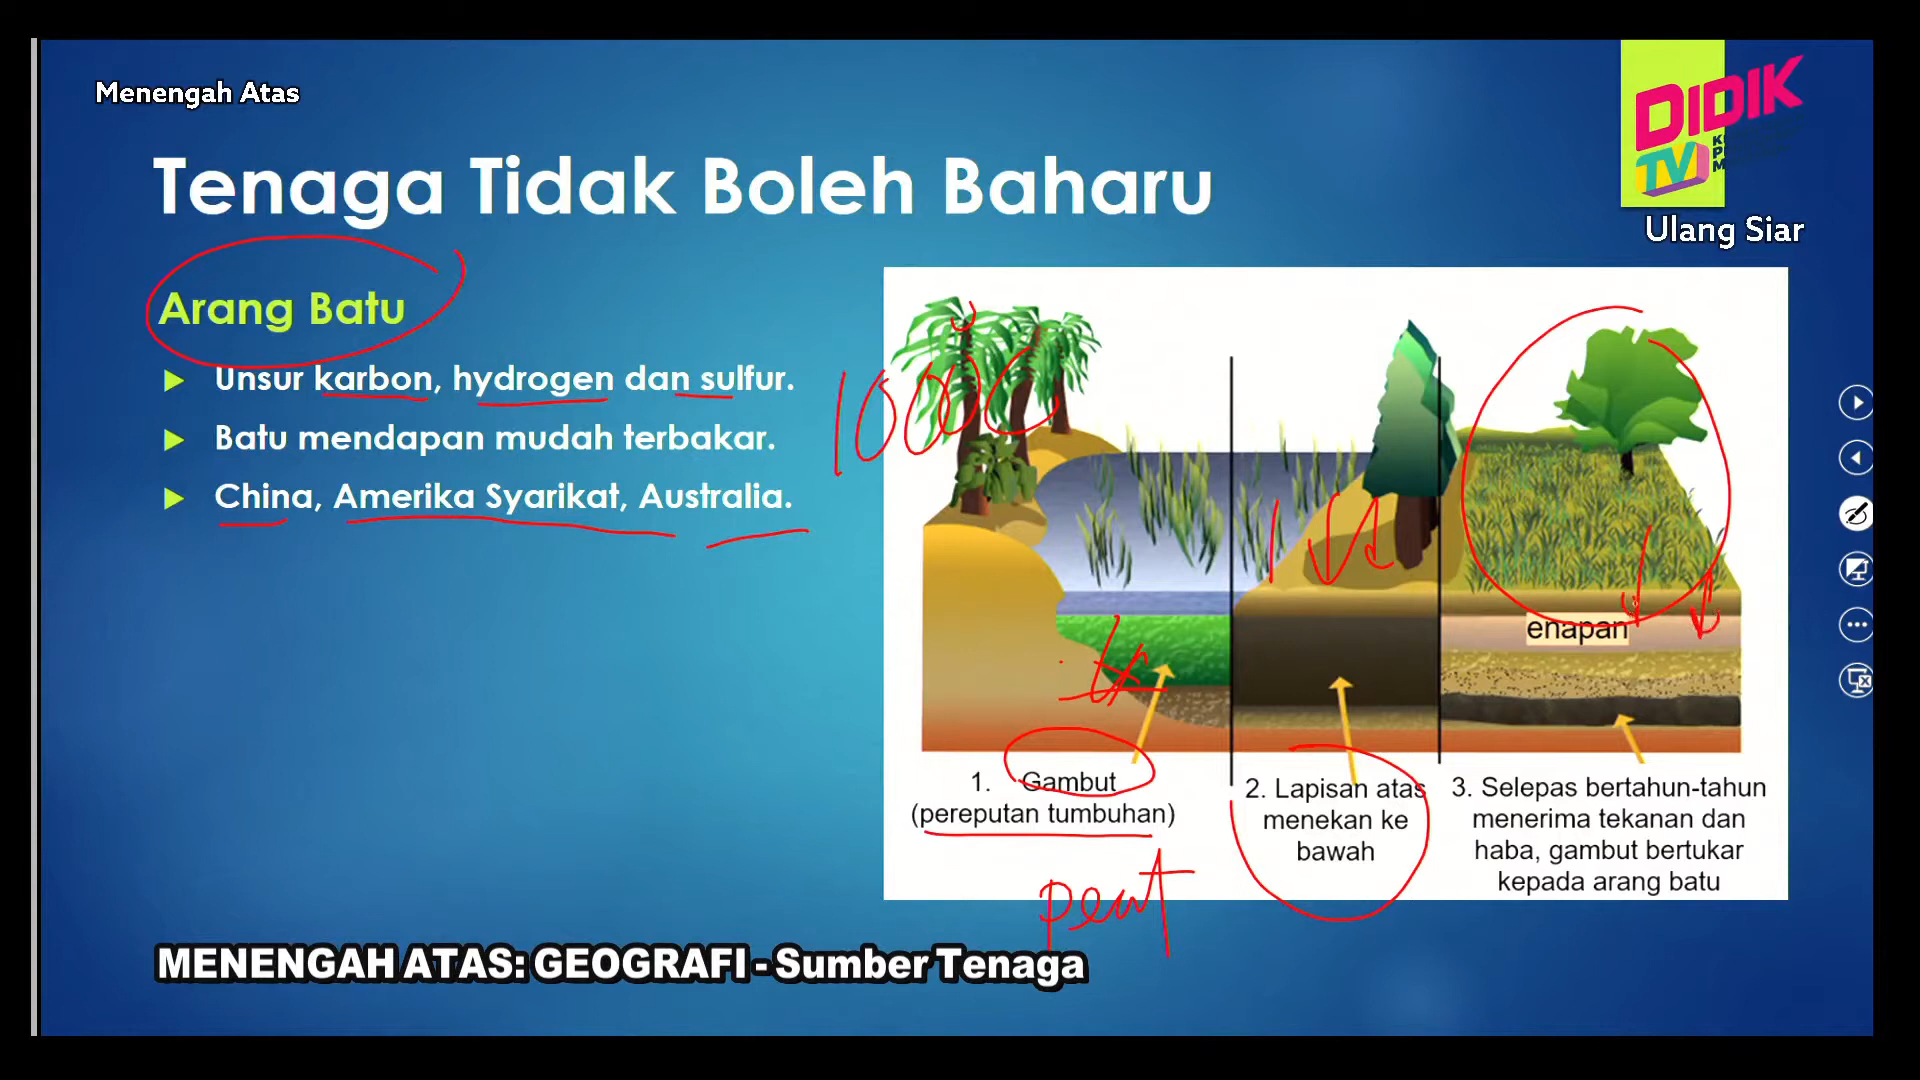 Menengah Atas
DIDIK
TV
Ulang Siar
Tenaga Tidak Boleh Baharu
Arang Batu
Unsur karbon, hydrogen dan sulfur.
Batu mendapan mudah terbakar.
China, Amerika Syarikat, Australia.
enapan
1. Gambut
(pereputan tumbuhan)
2. Lapisan atas
menekan ke
bawah
3. Selepas bertahun-tahun
menerima tekanan dan
haba, gambut bertukar
kepada arang batu
peat
MENENGAH ATAS: GEOGRAFI - Sumber Tenaga